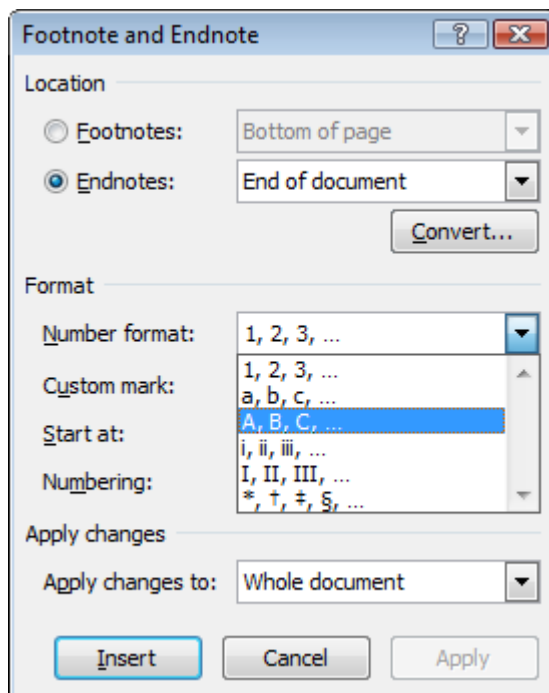 Footnote and Endnote
Location
Footnotes: Bottom of page
Endnotes: End of document
Convert...
Format
Number format: 1, 2, 3, ...
1, 2, 3, ...
Custom mark: a, b, c, ...
A, B, C, ...
Start at: i, ii, iii, ...
Numbering: I, II, III, ...
*, †, ‡, §, ...
Apply changes
Apply changes to: Whole document
Insert Cancel Apply